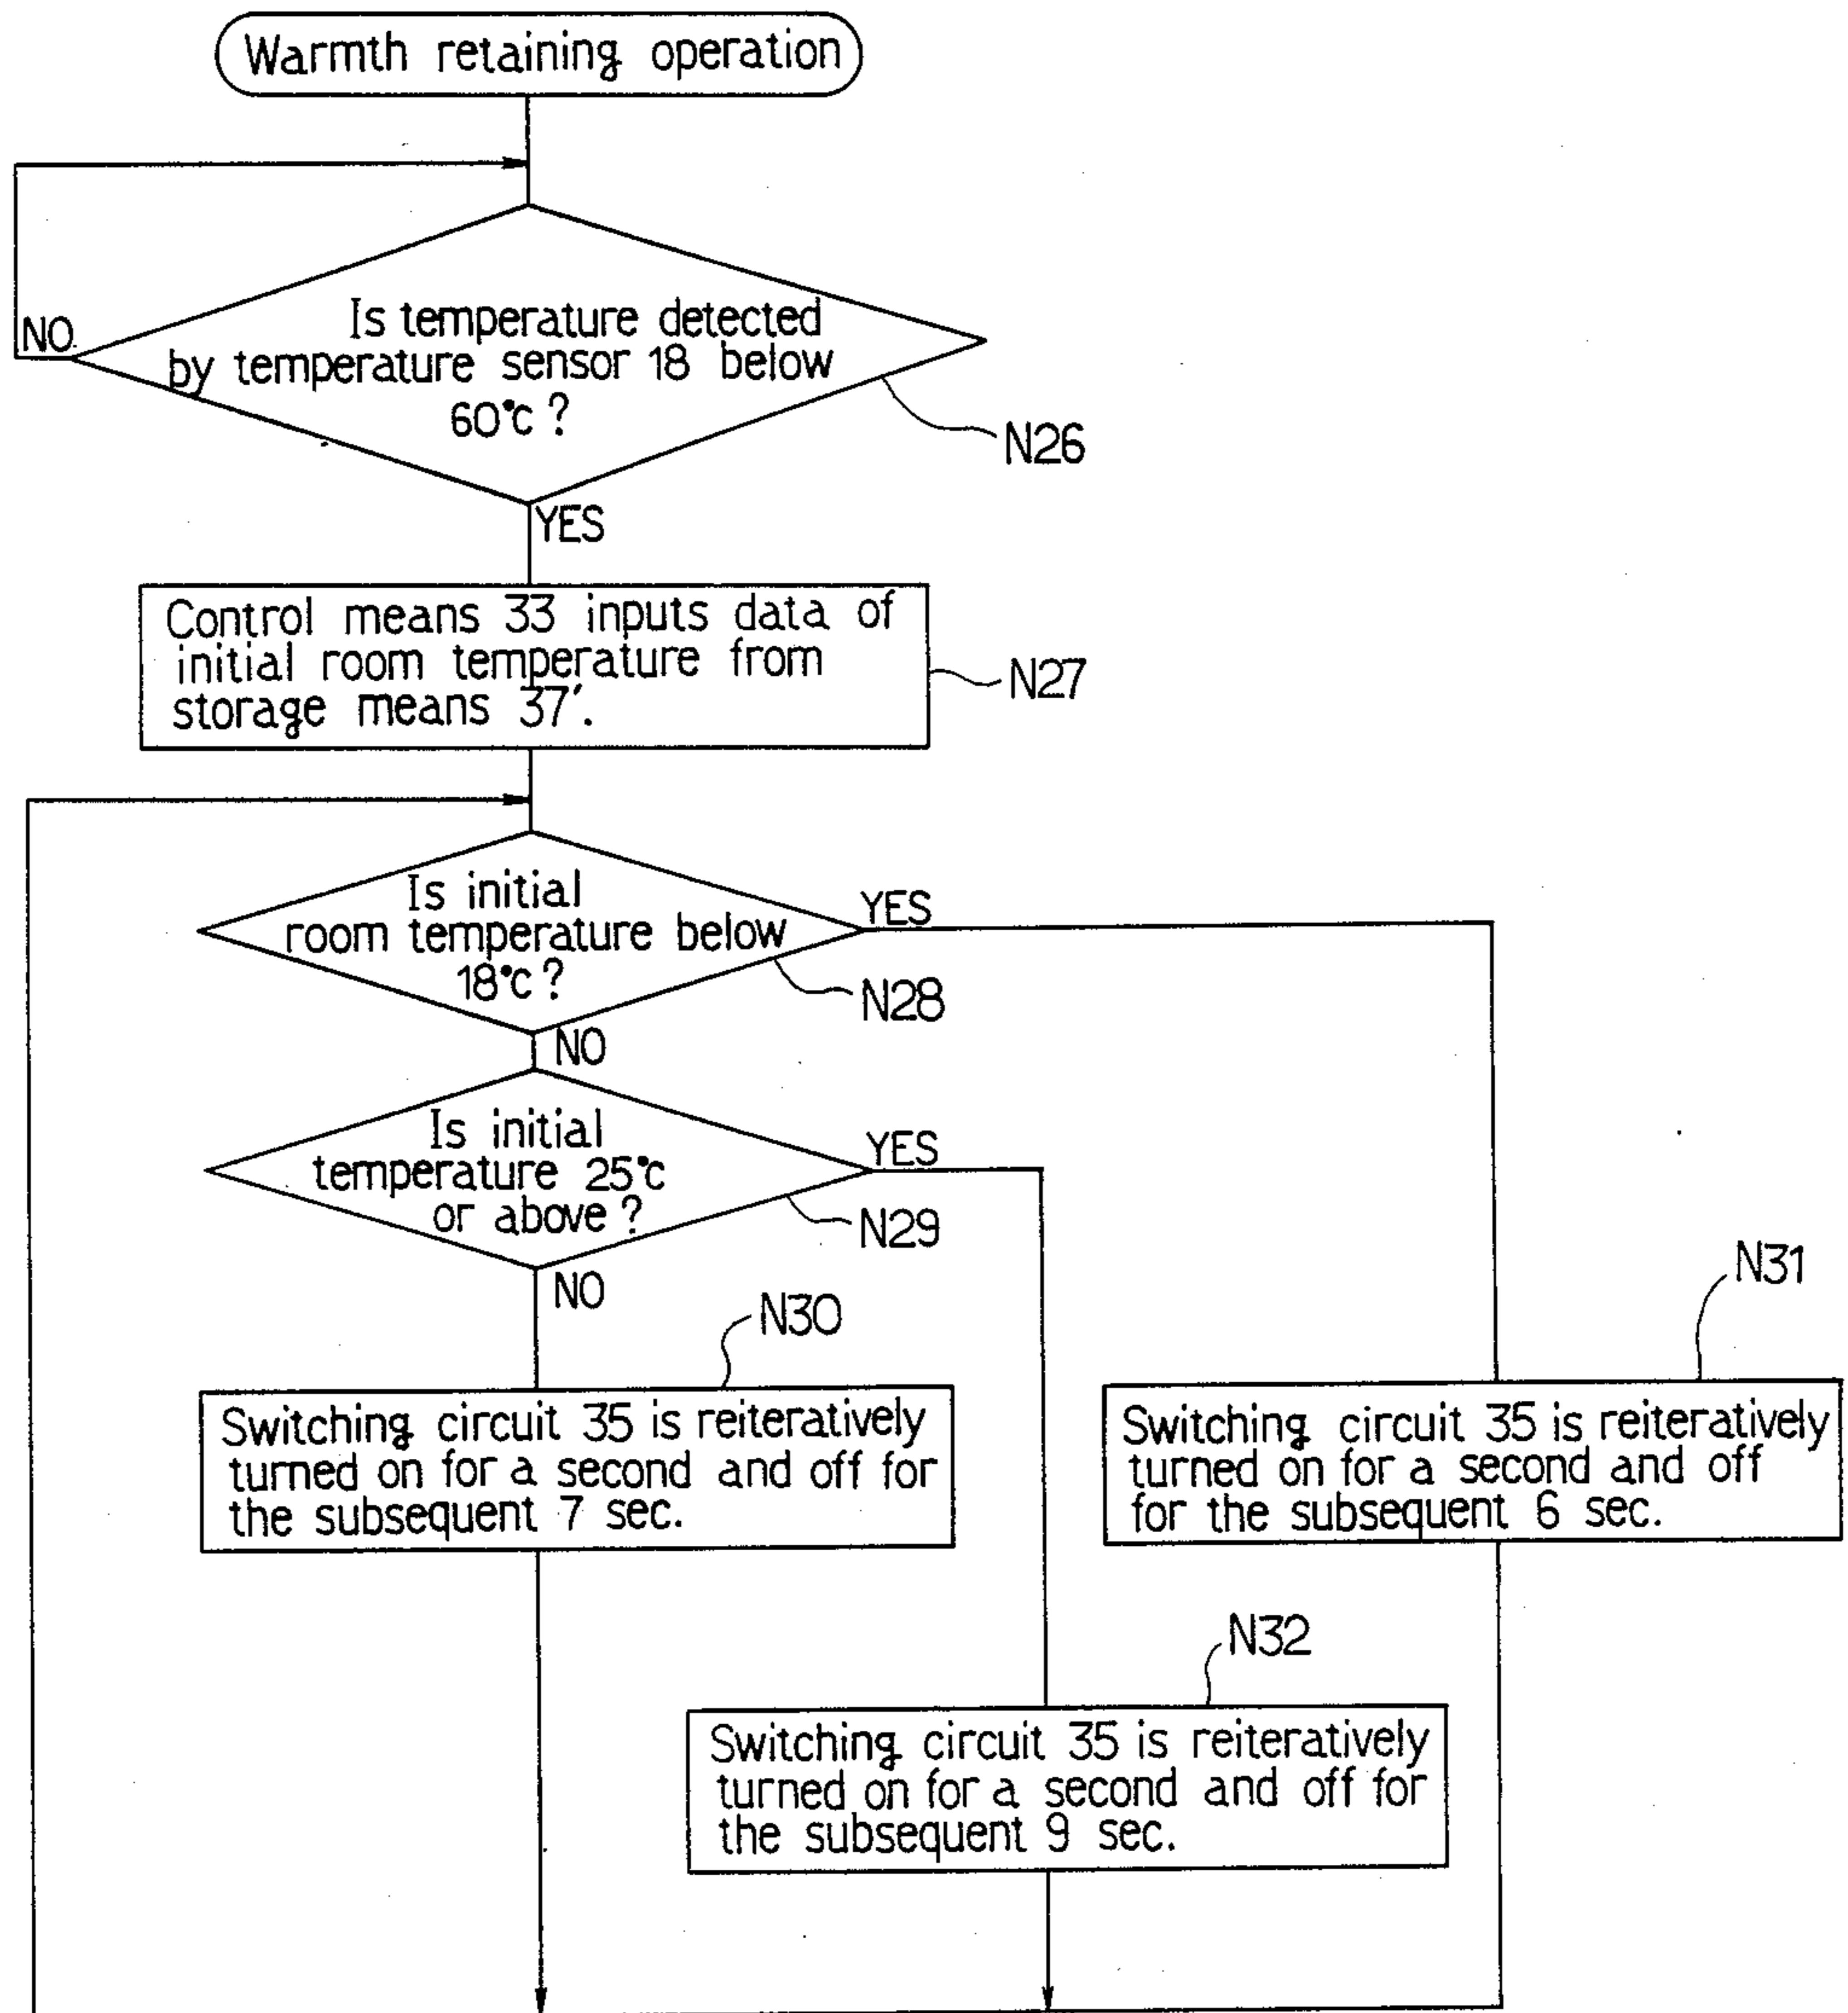 Warmth retaining operation
Is temperature detected
by temperature sensor 18 below
60°c ?
NO
N26
YES
Control means 33 inputs data of
initial room temperature from
storage means 37'.
N27
Is initial
room temperature below
18°c ?
YES
N28
NO
Is initial
temperature 25°c
or above ?
YES
N29
NO
N30
N31
Switching circuit 35 is reiteratively
turned on for a second and off for
the subsequent 7 sec.
Switching circuit 35 is reiteratively
turned on for a second and off
for the subsequent 6 sec.
N32
Switching circuit 35 is reiteratively
turned on for a second and off for
the subsequent 9 sec.